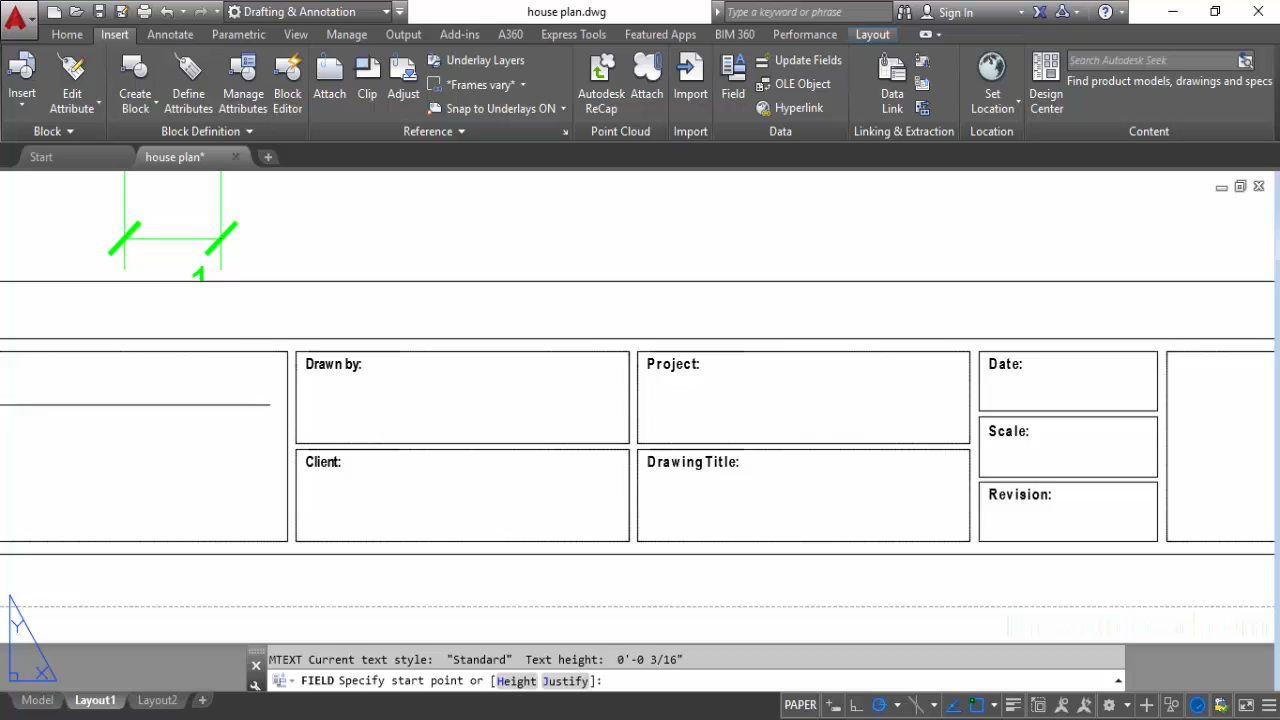 Drafting & Annotation
house plan.dwg
Type a keyword or phrase
Sign In
Home Insert Annotate Parametric View Manage Output Add-ins A360 Express Tools Featured Apps BIM 360 Performance Layout
Insert
Edit Attribute
Create Block
Define Attributes
Manage Attributes
Block Editor
Attach
Clip
Adjust
Underlay Layers
*Frames vary*
Snap to Underlays ON
Autodesk ReCap
Attach
Import
Field
Update Fields
OLE Object
Hyperlink
Data Link
Set Location
Design Center
Search Autodesk Seek
Find product models, drawings and specs
Block Block Definition Reference Point Cloud Import Data Linking & Extraction Location Content
Start house plan*
1
Drawn by: Project: Date:
Scale:
Client: Drawing Title:
Revision:
Y
X
MTEXT Current text style: "Standard" Text height: 0'-0 3/16"
FIELD Specify start point or [Height Justify]:
Model Layout1 Layout2 +
PAPER